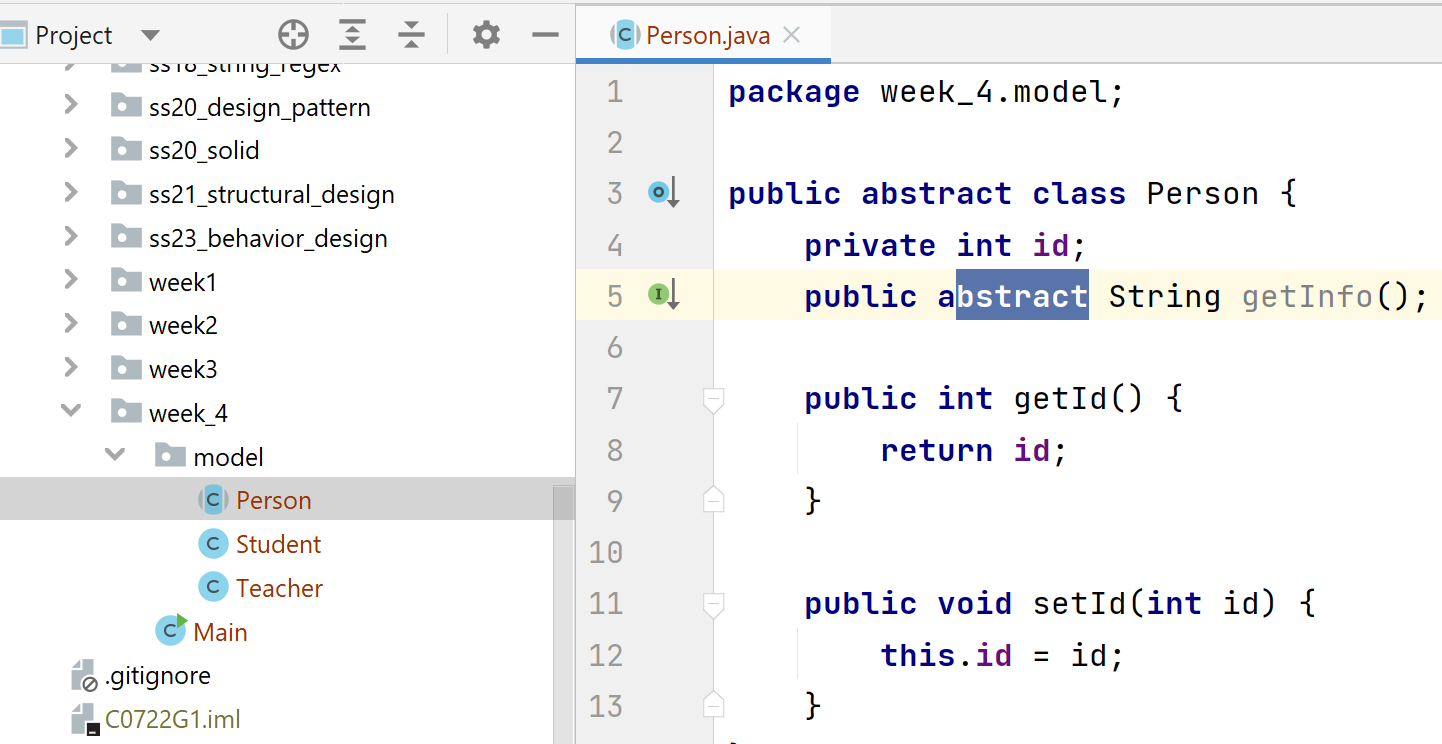 Project
ss18_string_regex
ss20_design_pattern
ss20_solid
ss21_structural_design
ss23_behavior_design
week1
week2
week3
week_4
model
C Person
C Student
C Teacher
C Main
.gitignore
C0722G1.iml
C Person.java
1 package week_4.model;
2
3 public abstract class Person {
4 private int id;
5 I public abstract String getInfo();
6
7 public int getId() {
8 return id;
9 }
10
11 public void setId(int id) {
12 this.id = id;
13 }